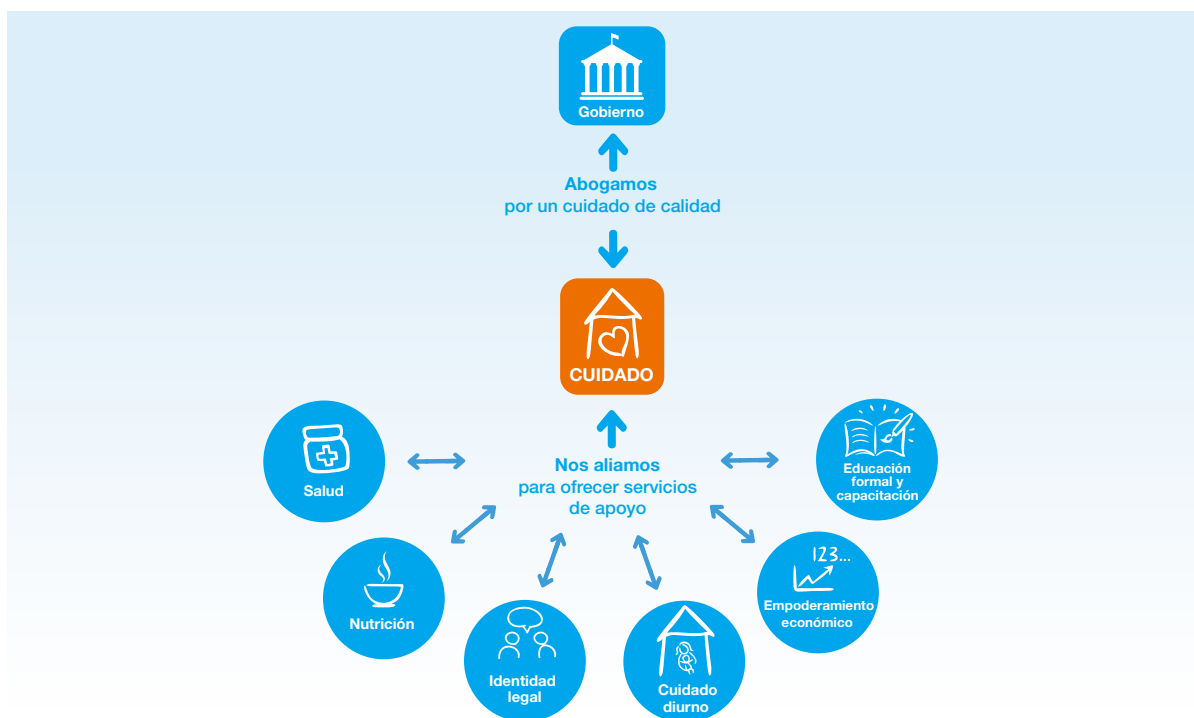 Gobierno
Abogamos
por un cuidado de calidad
CUIDADO
Nos aliamos
para ofrecer servicios
de apoyo
Salud
Nutrición
Identidad
legal
Cuidado
diurno
123...
Empoderamiento
económico
Educación
formal y
capacitación